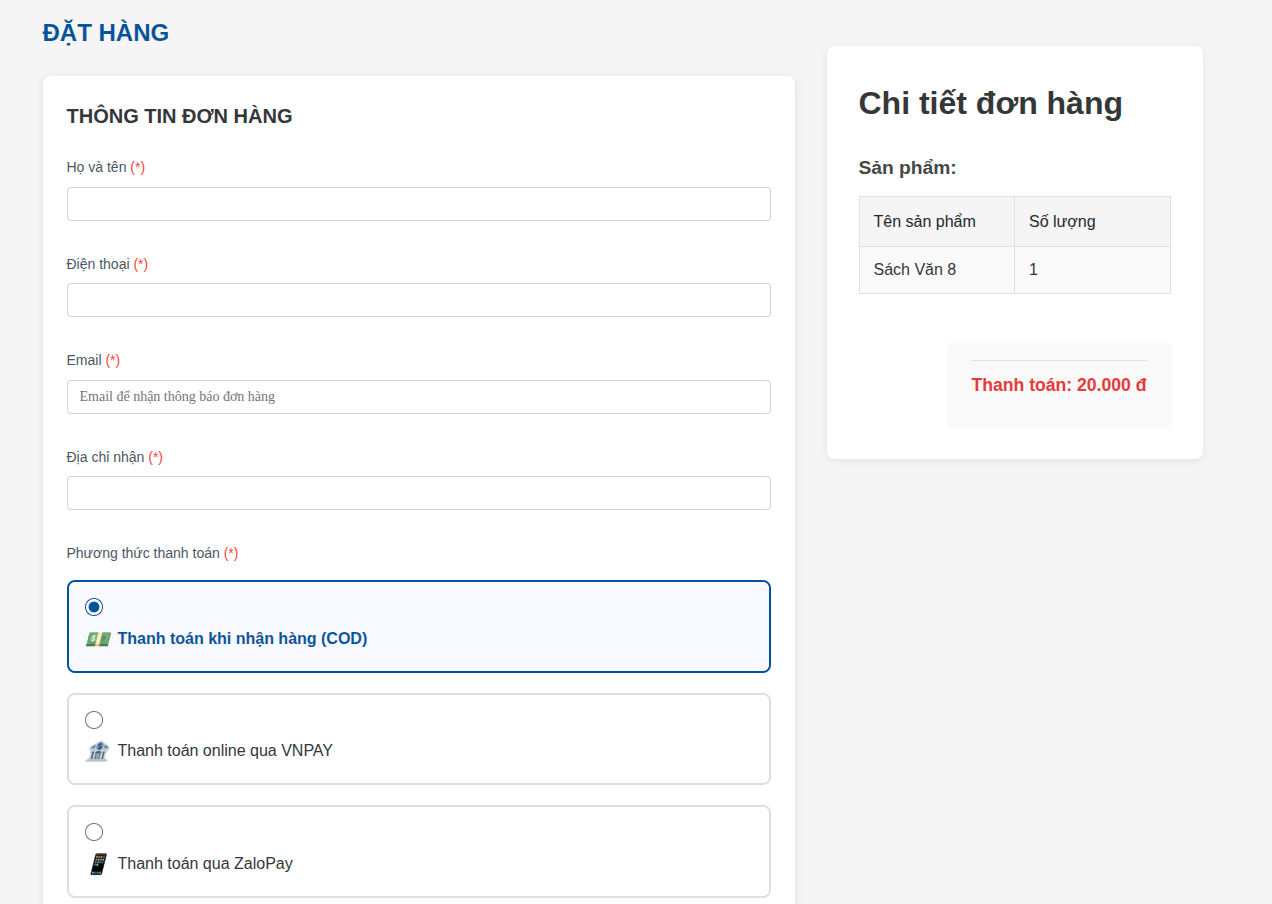 ĐẶT HÀNG
THÔNG TIN ĐƠN HÀNG
Họ và tên (*)
Điện thoại (*)
Email (*)
Email để nhận thông báo đơn hàng
Địa chỉ nhận (*)
Phương thức thanh toán (*)
Thanh toán khi nhận hàng (COD)
Thanh toán online qua VNPAY
Thanh toán qua ZaloPay
Chi tiết đơn hàng
Sản phẩm:
Tên sản phẩm Số lượng
Sách Văn 8 1
Thanh toán: 20.000 đ